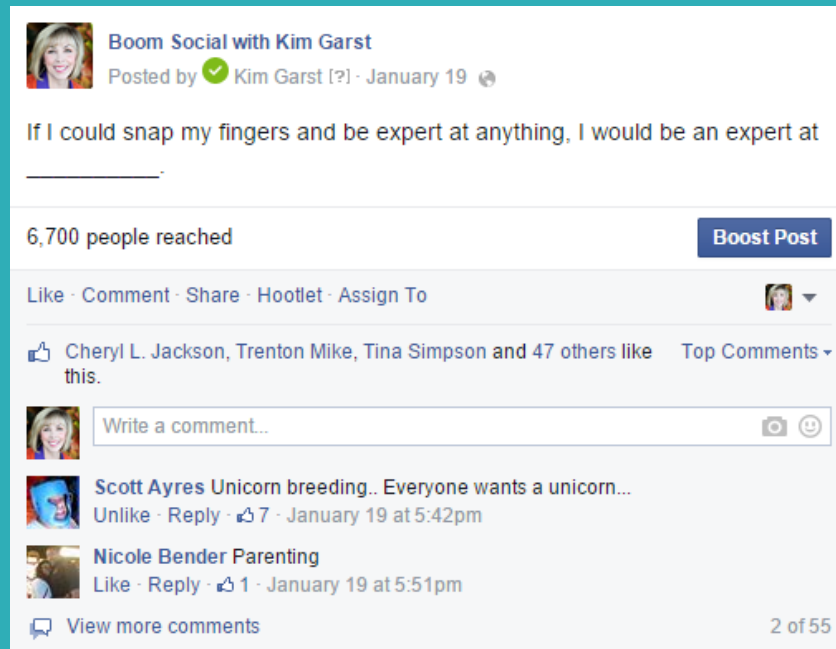 Boom Social with Kim Garst
Posted by Kim Garst [?] · January 19
If I could snap my fingers and be expert at anything, I would be an expert at
__________.
6,700 people reached
Boost Post
Like · Comment · Share · Hootlet · Assign To
Cheryl L. Jackson, Trenton Mike, Tina Simpson and 47 others like
this.
Top Comments
Write a comment...
Scott Ayres Unicorn breeding.. Everyone wants a unicorn...
Unlike · Reply · 7 · January 19 at 5:42pm
Nicole Bender Parenting
Like · Reply · 1 · January 19 at 5:51pm
View more comments
2 of 55